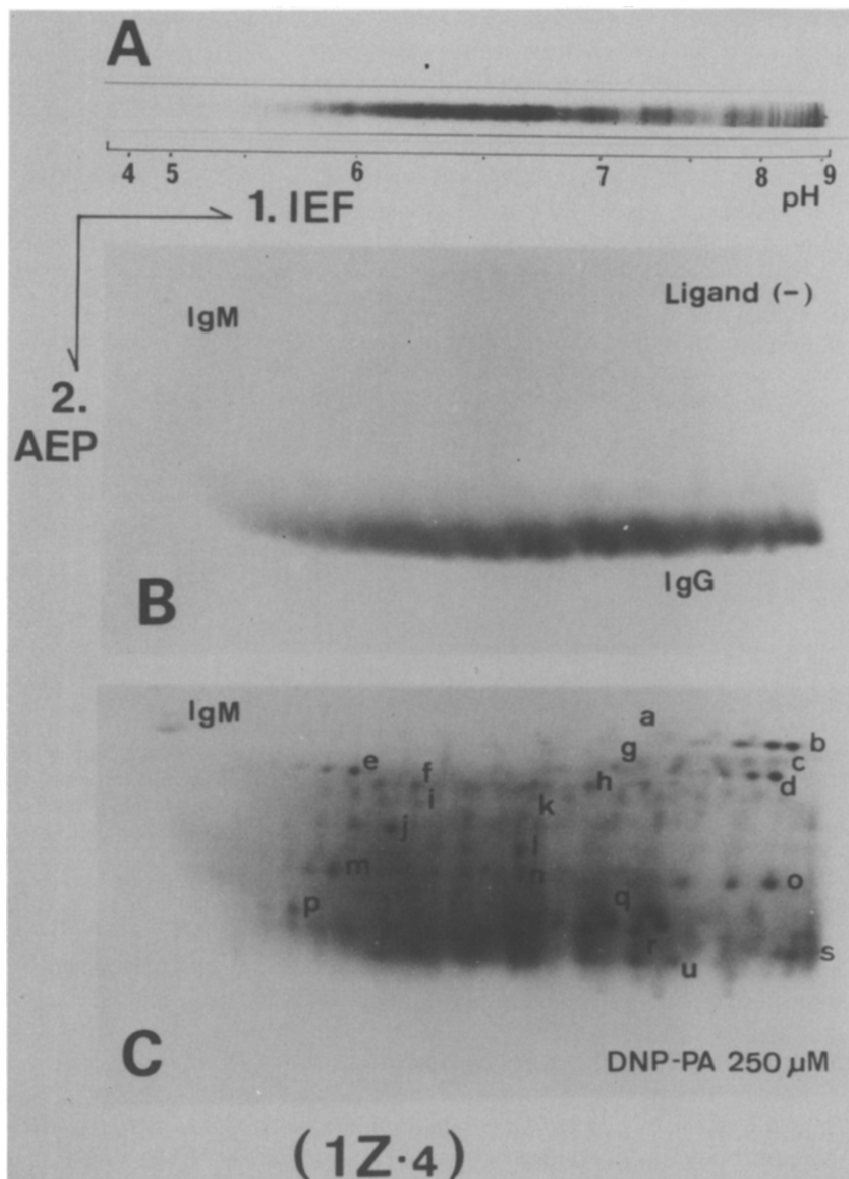 A
4 5 6 7 8 9
pH
1. IEF
2.
AEP
Ligand (-)
IgM
IgG
B
IgM
a
b
g
c
e
f
h
d
i
k
j
l
m
n
o
p
q
r
s
u
C
DNP-PA 250 µM
(1Z·4)